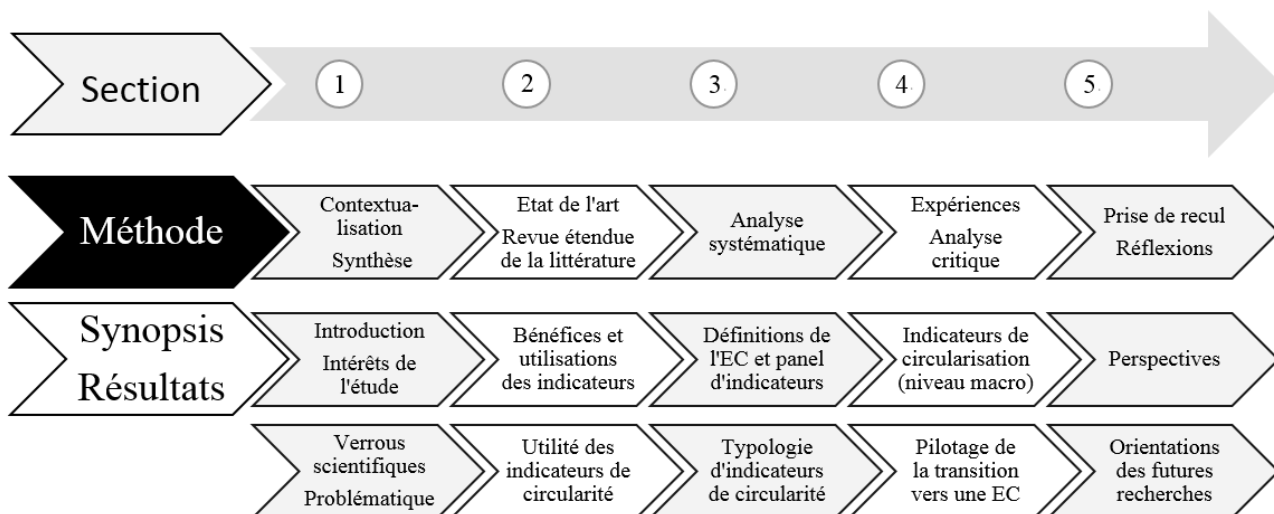 Section
1
2
3.
4.
5.
Méthode
Contextua-
lisation
Synthèse
Etat de l'art
Revue étendue
de la littérature
Analyse
systématique
Expériences
Analyse
critique
Prise de recul
Réflexions
Synopsis
Résultats
Introduction
Intérêts de
l'étude
Bénéfices et
utilisations
des indicateurs
Définitions de
l'EC et panel
d'indicateurs
Indicateurs de
circularisation
(niveau macro)
Perspectives
Verrous
scientifiques
Problématique
Utilité des
indicateurs de
circularité
Typologie
d'indicateurs
de circularité
Pilotage de
la transition
vers une EC
Orientations
des futures
recherches